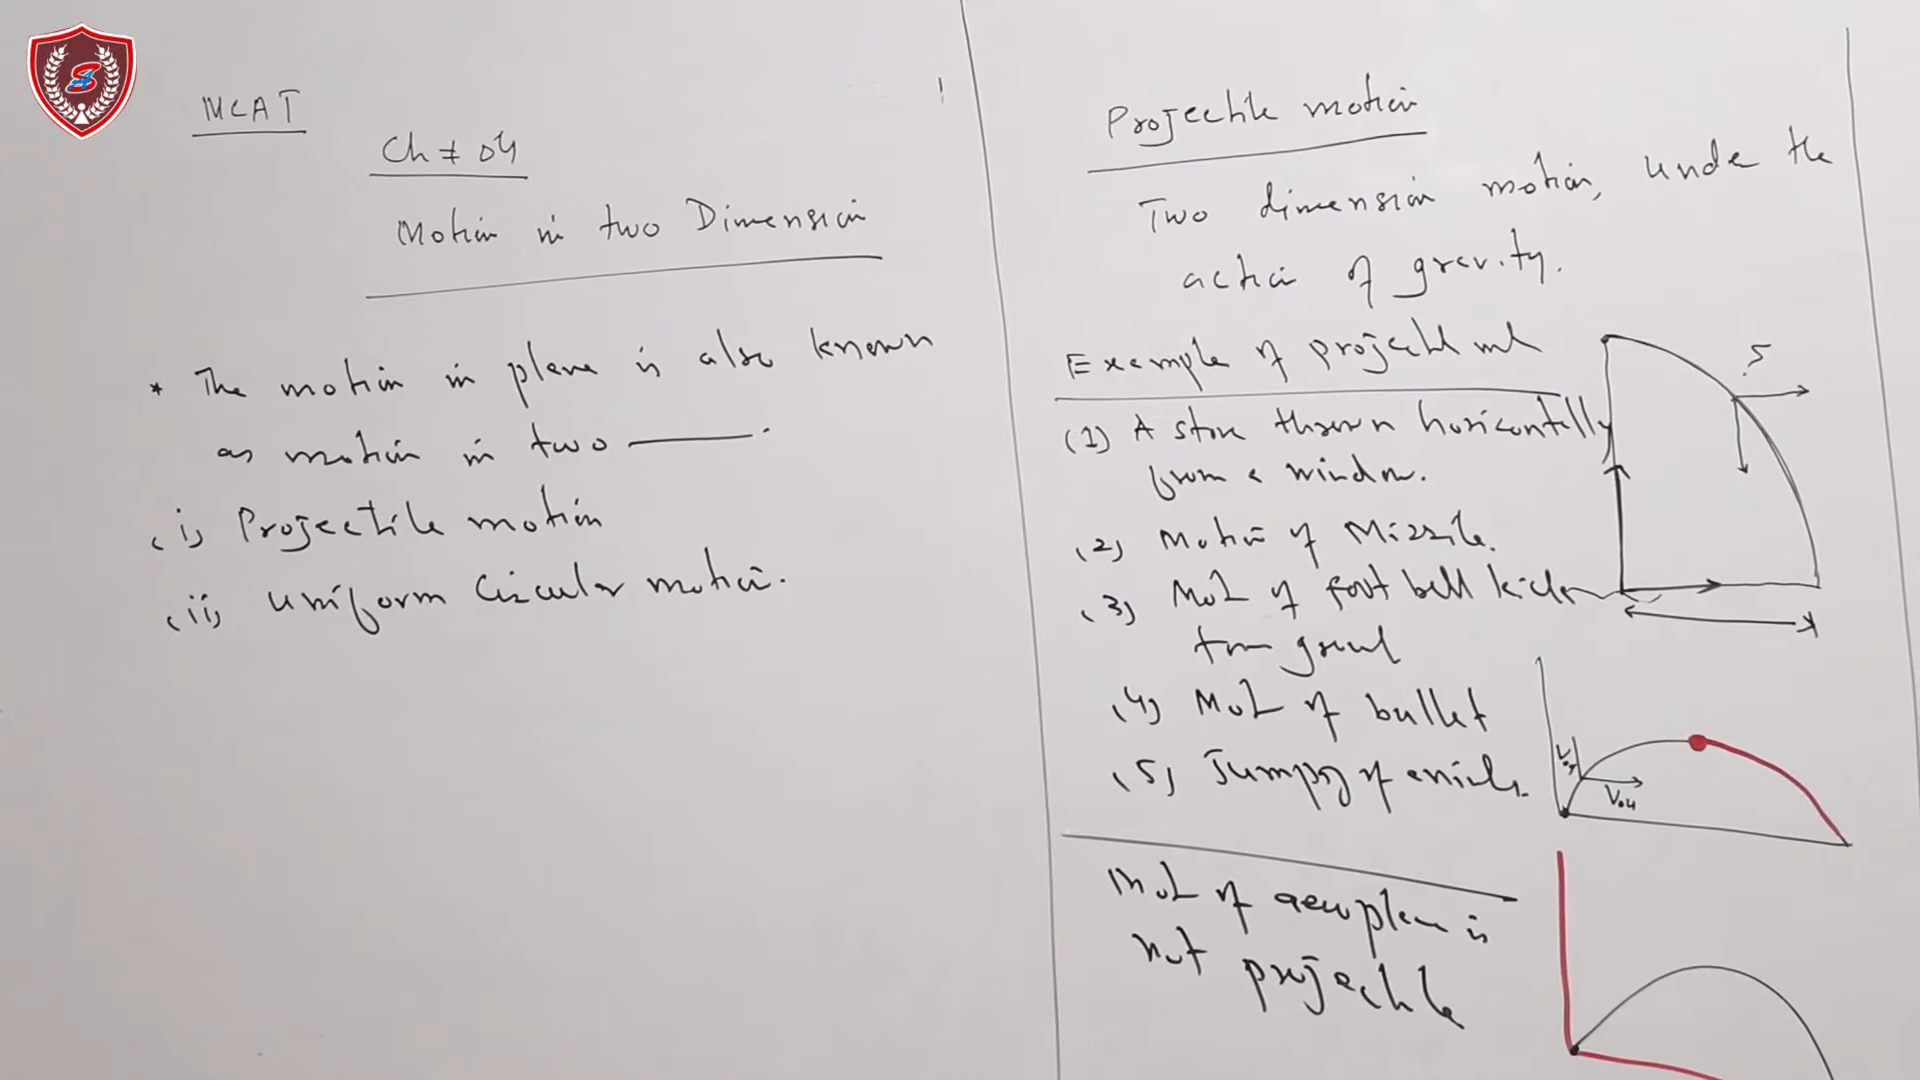 MCAT
Ch # 04
Motion in two Dimension
* The motion in plane is also known
as motion in two ———.
(i) Projectile motion
(ii) uniform Circular motion.
Projectile motion
Two dimension motion, under the
action of gravity.
Example of projectile
(1) A stone thrown horizontally
from a window.
(2) Motion of Missile.
(3) Mot of foot ball kick
from ground
(4) Mot of bullet
(5) Jumping of animals.
Mot of aeroplane is
not projectile
5
Voy